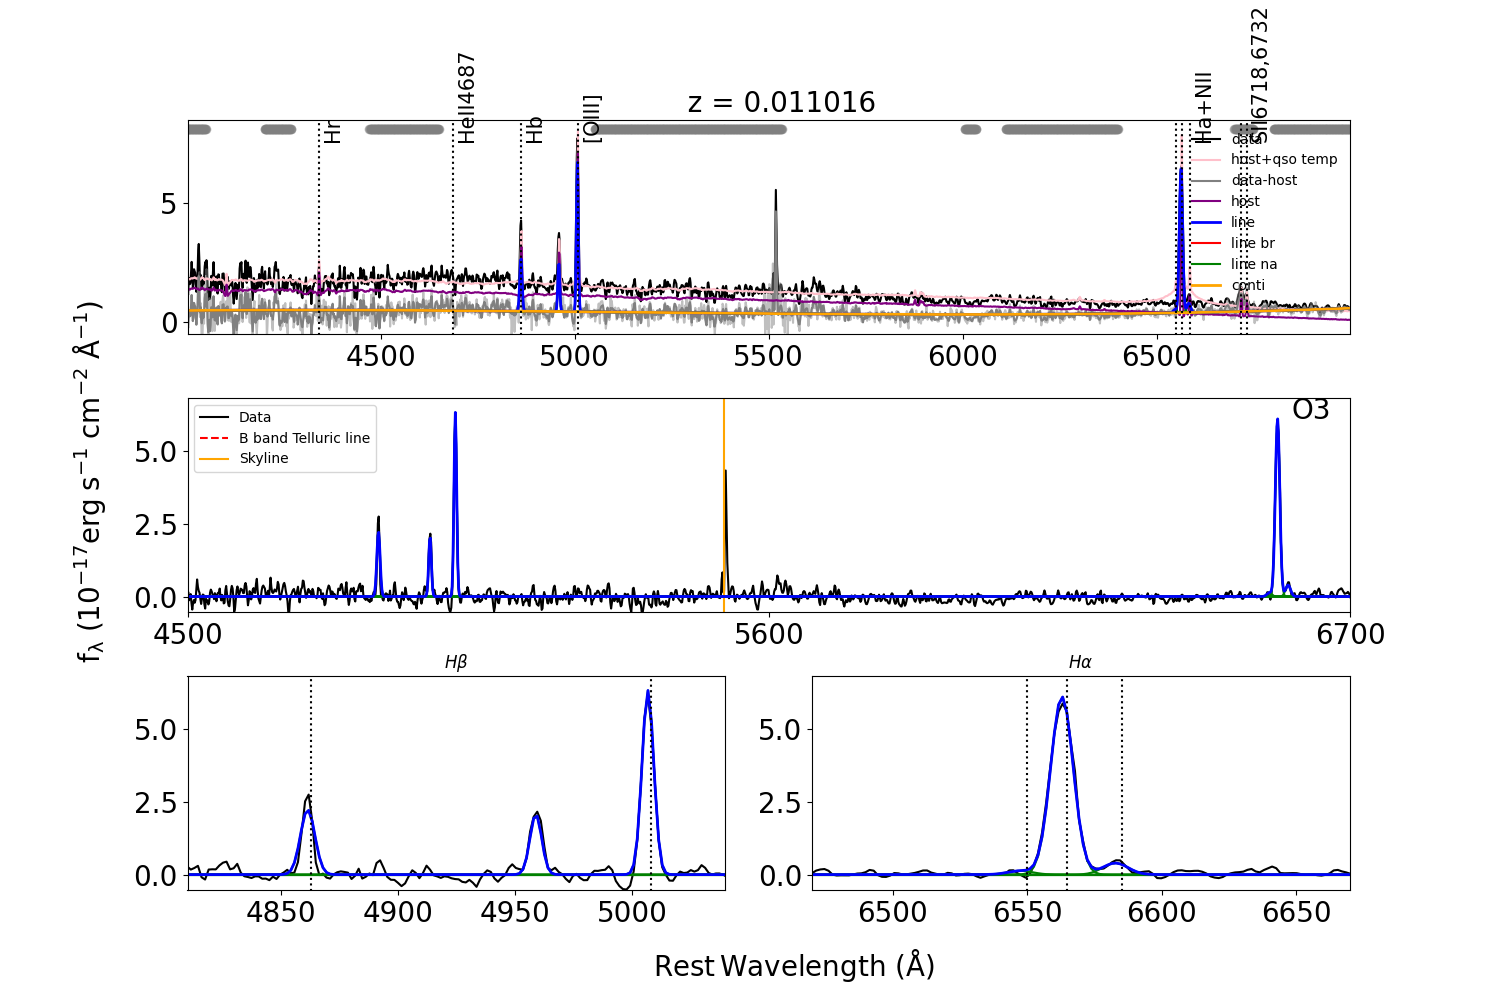 z = 0.011016
Hr
HeII4687
Hb
[OIII]
Ha+NII
SII6718,6732
data
host+qso temp
data-host
host
line
line br
line na
conti
5
0
4500 5000 5500 6000 6500
fλ (10−17erg s−1 cm−2 Å−1)
Data
B band Telluric line
Skyline
O3
5.0
2.5
0.0
4500 5600 6700
Hβ
5.0
2.5
0.0
4850 4900 4950 5000
Hα
5.0
2.5
0.0
6500 6550 6600 6650
Rest Wavelength (Å)